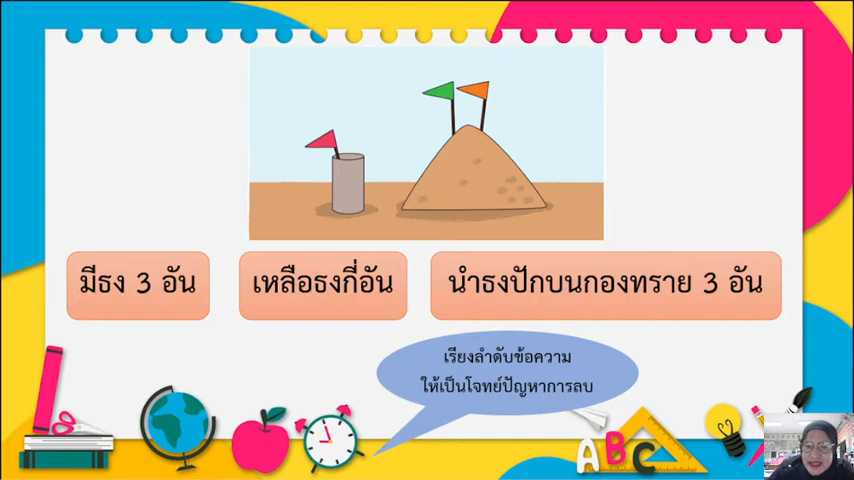 มีธง 3 อัน
เหลือธงกี่อัน
นำธงปักบนกองทราย 3 อัน
เรียงลำดับข้อความ
ให้เป็นโจทย์ปัญหาการลบ
ABC